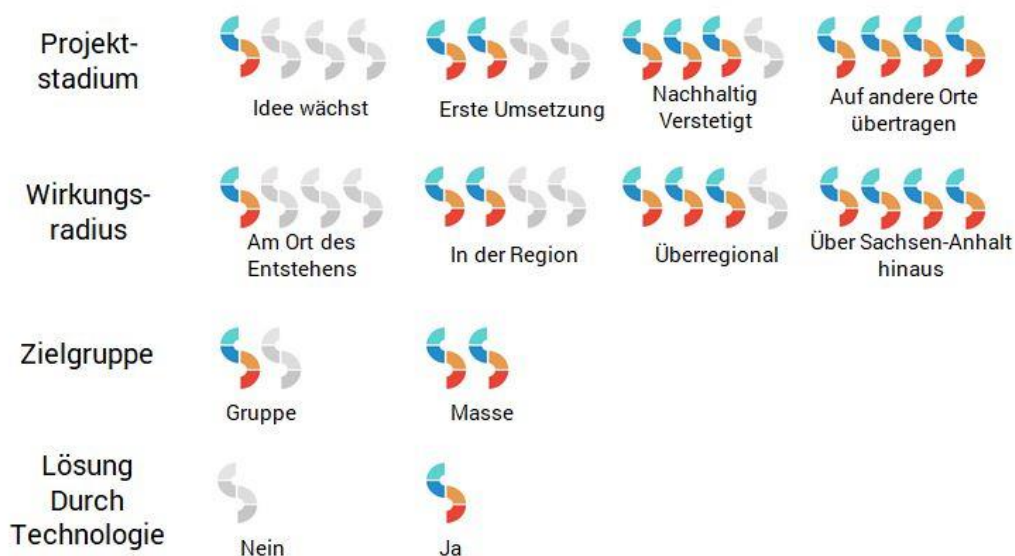 Projekt-
stadium
Idee wächst
Erste Umsetzung
Nachhaltig
Verstetigt
Auf andere Orte
übertragen
Wirkungs-
radius
Am Ort des
Entstehens
In der Region
Überregional
Über Sachsen-Anhalt
hinaus
Zielgruppe
Gruppe
Masse
Lösung
Durch
Technologie
Nein
Ja